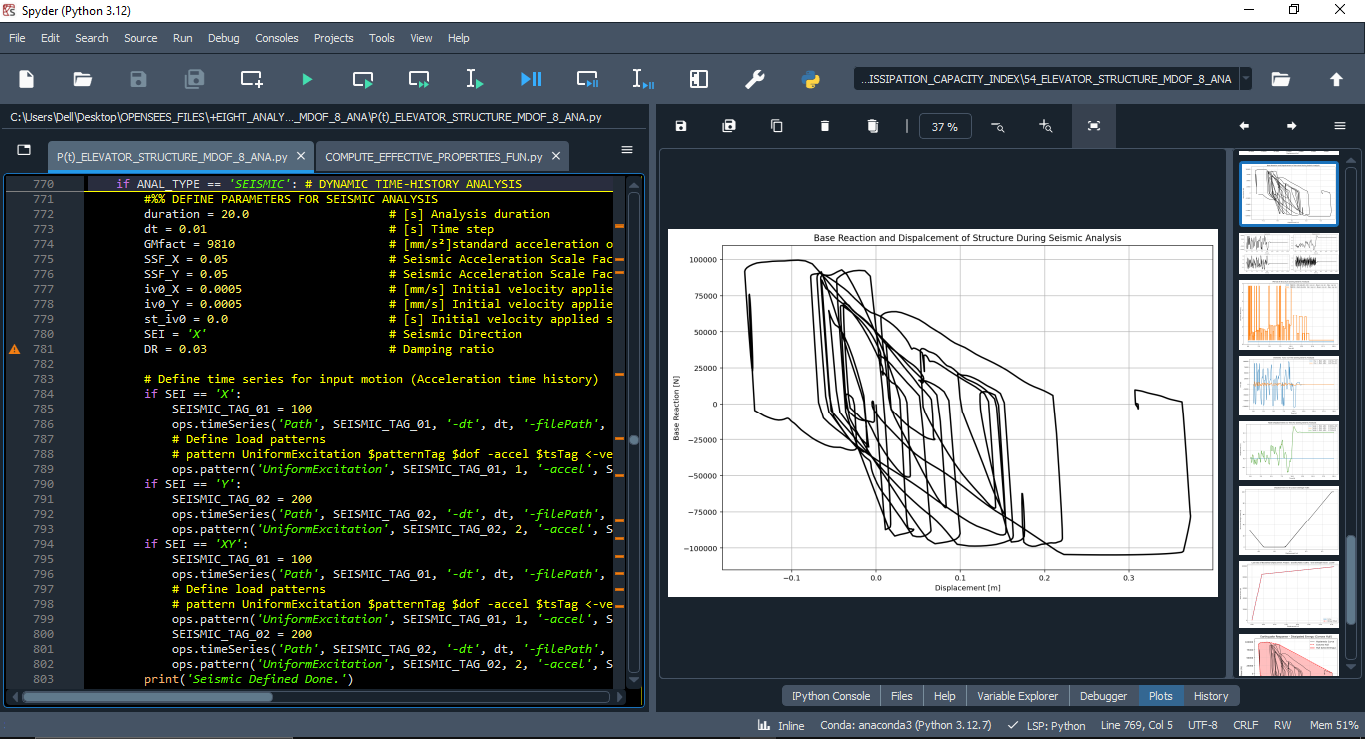 Spyder (Python 3.12)
File Edit Search Source Run Debug Consoles Projects Tools View Help
...ISSIPATION_CAPACITY_INDEX\54_ELEVATOR_STRUCTURE_MDOF_8_ANA
C:\Users\Dell\Desktop\OPENSEES_FILES\+EIGHT_ANALY..._MDOF_8_ANA\P(t)_ELEVATOR_STRUCTURE_MDOF_8_ANA.py
P(t)_ELEVATOR_STRUCTURE_MDOF_8_ANA.py COMPUTE_EFFECTIVE_PROPERTIES_FUN.py
770 if ANAL_TYPE == 'SEISMIC': # DYNAMIC TIME-HISTORY ANALYSIS
771 #%% DEFINE PARAMETERS FOR SEISMIC ANALYSIS
772 duration = 20.0 # [s] Analysis duration
773 dt = 0.01 # [s] Time step
774 GMfact = 9810 # [mm/s²]standard acceleration o
775 SSF_X = 0.05 # Seismic Acceleration Scale Fac
776 SSF_Y = 0.05 # Seismic Acceleration Scale Fac
777 iv0_X = 0.0005 # [mm/s] Initial velocity applie
778 iv0_Y = 0.0005 # [mm/s] Initial velocity applie
779 st_iv0 = 0.0 # [s] Initial velocity applied s
780 SEI = 'X' # Seismic Direction
781 DR = 0.03 # Damping ratio
782
783 # Define time series for input motion (Acceleration time history)
784 if SEI == 'X':
785 SEISMIC_TAG_01 = 100
786 ops.timeSeries('Path', SEISMIC_TAG_01, '-dt', dt, '-filePath',
787 # Define load patterns
788 # pattern UniformExcitation $patternTag $dof -accel $tsTag <-ve
789 ops.pattern('UniformExcitation', SEISMIC_TAG_01, 1, '-accel', S
790 if SEI == 'Y':
791 SEISMIC_TAG_02 = 200
792 ops.timeSeries('Path', SEISMIC_TAG_02, '-dt', dt, '-filePath',
793 ops.pattern('UniformExcitation', SEISMIC_TAG_02, 2, '-accel', S
794 if SEI == 'XY':
795 SEISMIC_TAG_01 = 100
796 ops.timeSeries('Path', SEISMIC_TAG_01, '-dt', dt, '-filePath',
797 # Define load patterns
798 # pattern UniformExcitation $patternTag $dof -accel $tsTag <-ve
799 ops.pattern('UniformExcitation', SEISMIC_TAG_01, 1, '-accel', S
800 SEISMIC_TAG_02 = 200
801 ops.timeSeries('Path', SEISMIC_TAG_02, '-dt', dt, '-filePath',
802 ops.pattern('UniformExcitation', SEISMIC_TAG_02, 2, '-accel', S
803 print('Seismic Defined Done.')
37 %
Base Reaction and Dispalcement of Structure During Seismic Analysis
100000
75000
50000
25000
0
−25000
−50000
−75000
−100000
Base Reaction [N]
−0.1 0.0 0.1 0.2 0.3
Displacement [m]
IPython Console Files Help Variable Explorer Debugger Plots History
Inline Conda: anaconda3 (Python 3.12.7) LSP: Python Line 769, Col 5 UTF-8 CRLF RW Mem 51%